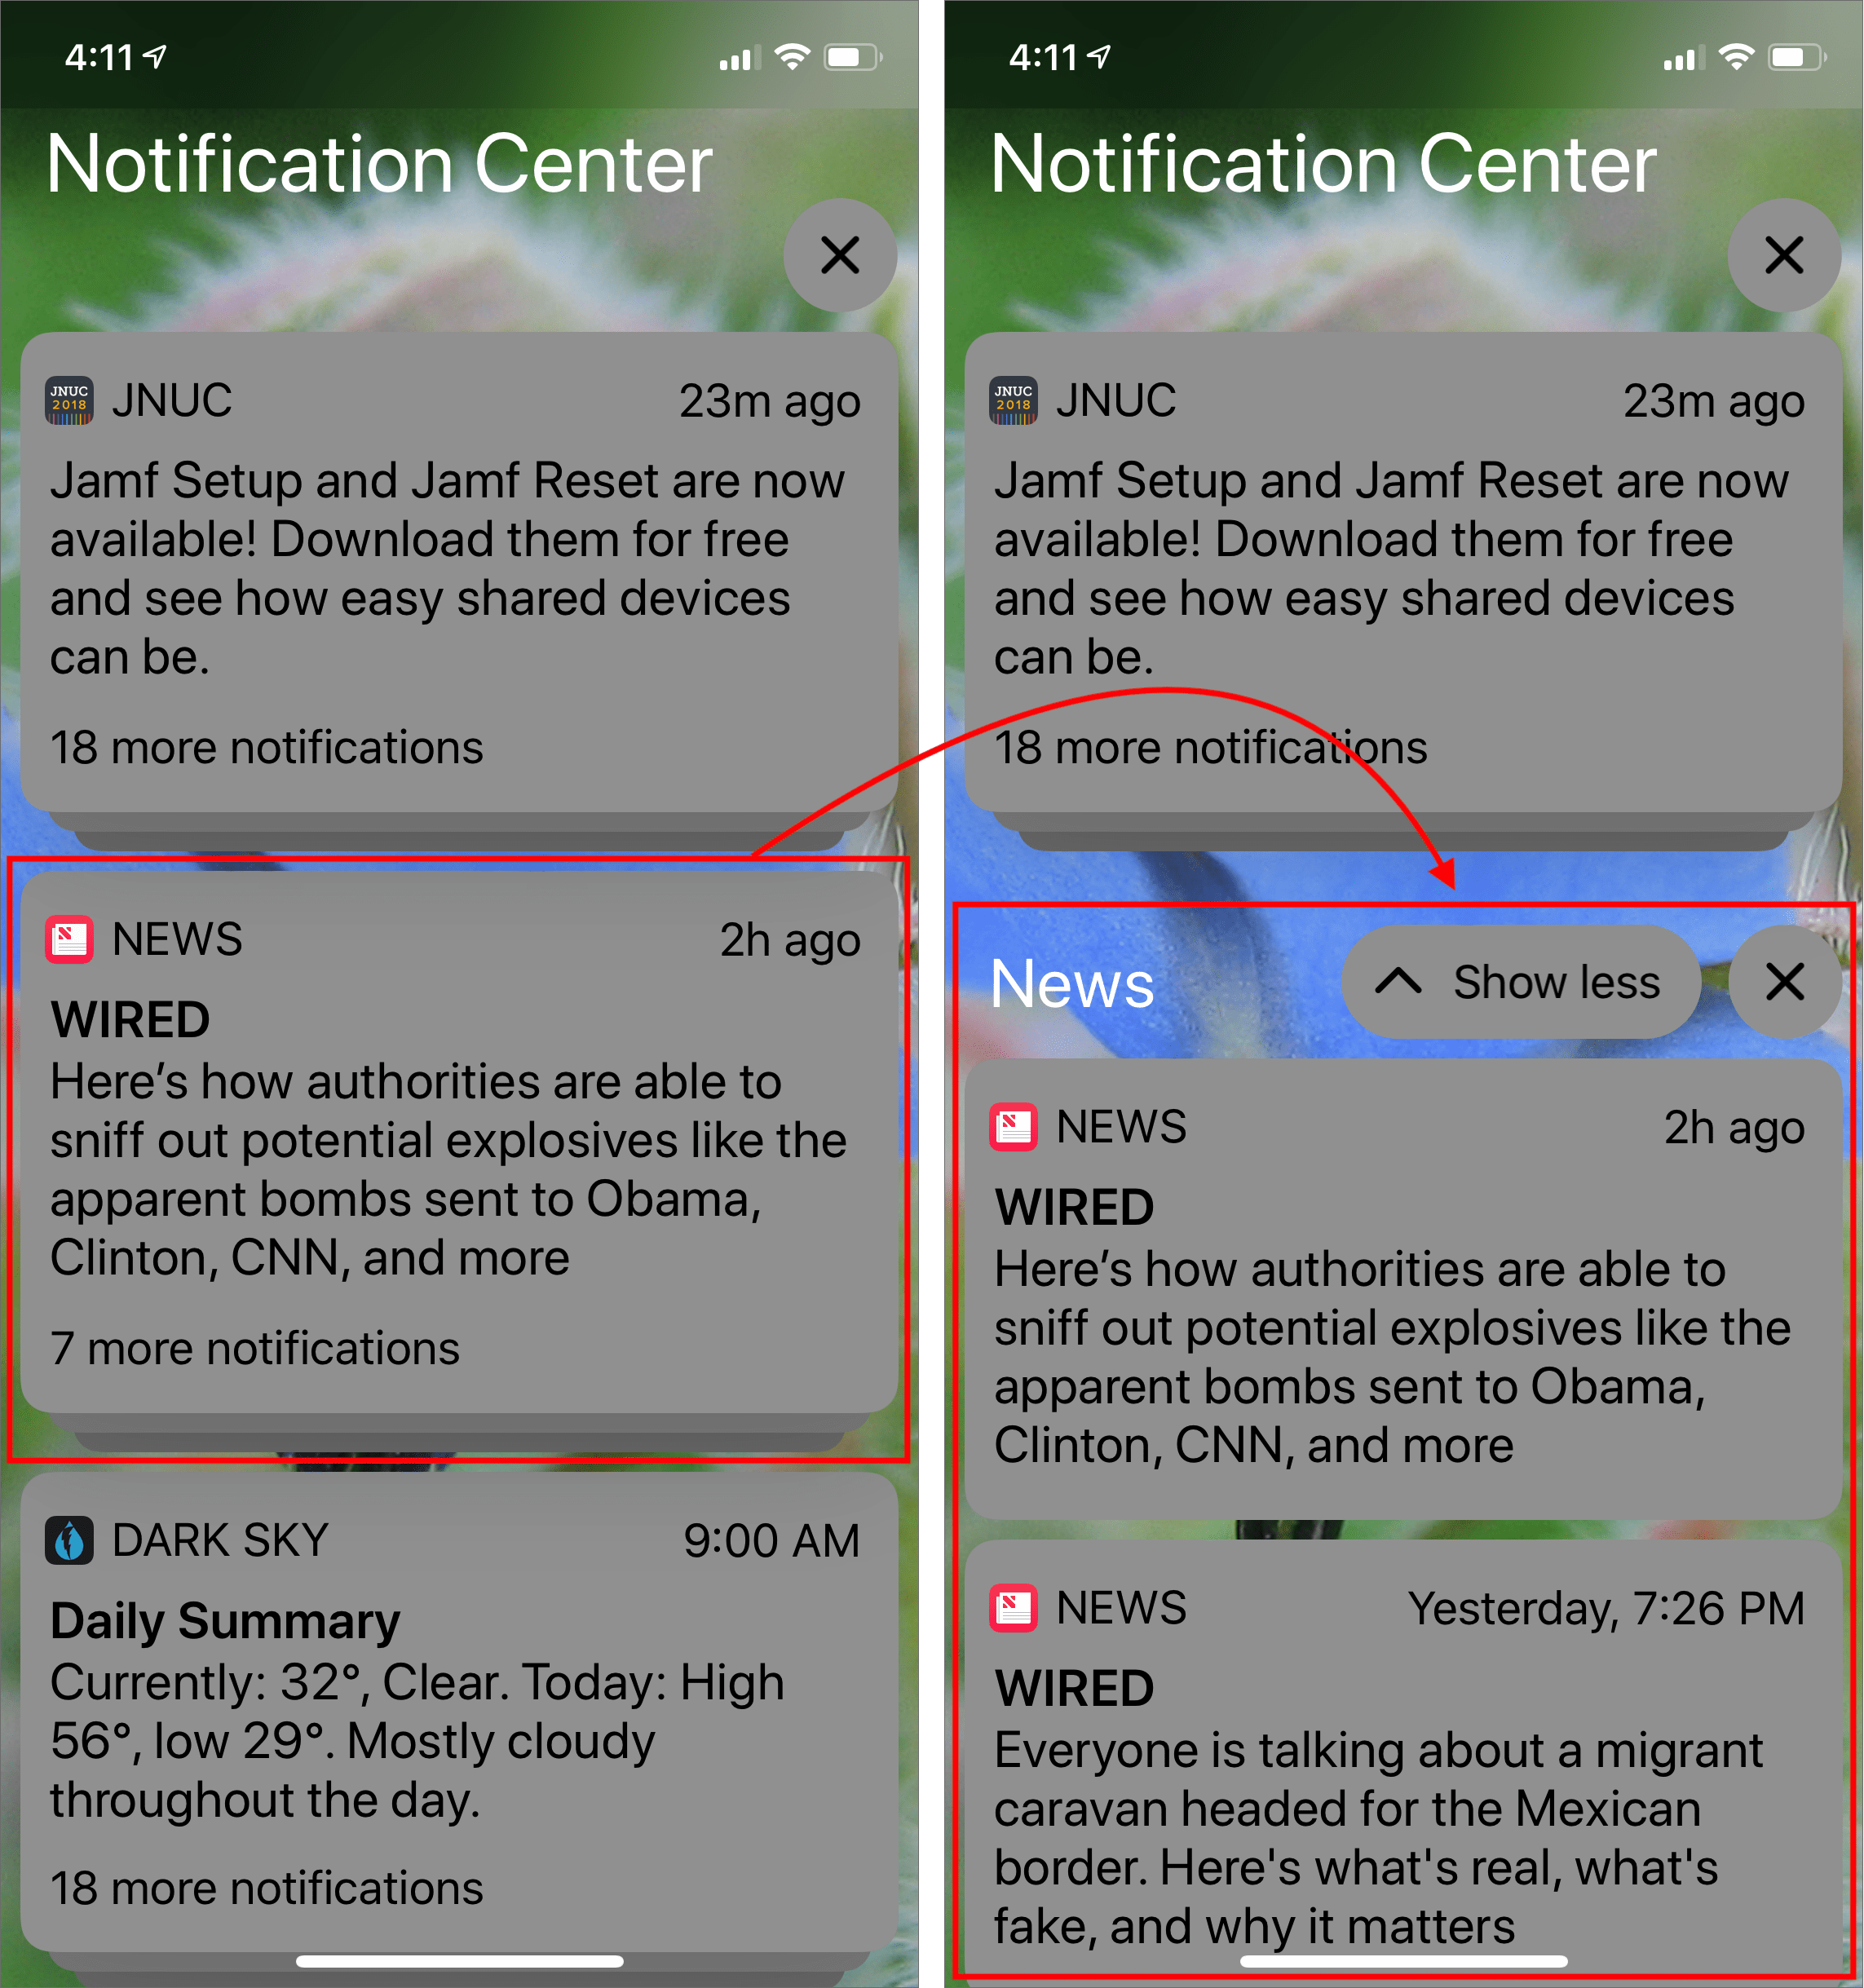 4:11
Notification Center
JNUC
2018
JNUC
23m ago
Jamf Setup and Jamf Reset are now
available! Download them for free
and see how easy shared devices
can be.
18 more notifications
NEWS
2h ago
WIRED
Here’s how authorities are able to
sniff out potential explosives like the
apparent bombs sent to Obama,
Clinton, CNN, and more
7 more notifications
DARK SKY
9:00 AM
Daily Summary
Currently: 32°, Clear. Today: High
56°, low 29°. Mostly cloudy
throughout the day.
18 more notifications
4:11
Notification Center
JNUC
2018
JNUC
23m ago
Jamf Setup and Jamf Reset are now
available! Download them for free
and see how easy shared devices
can be.
18 more notifications
News
Show less
NEWS
2h ago
WIRED
Here’s how authorities are able to
sniff out potential explosives like the
apparent bombs sent to Obama,
Clinton, CNN, and more
NEWS
Yesterday, 7:26 PM
WIRED
Everyone is talking about a migrant
caravan headed for the Mexican
border. Here's what's real, what's
fake, and why it matters